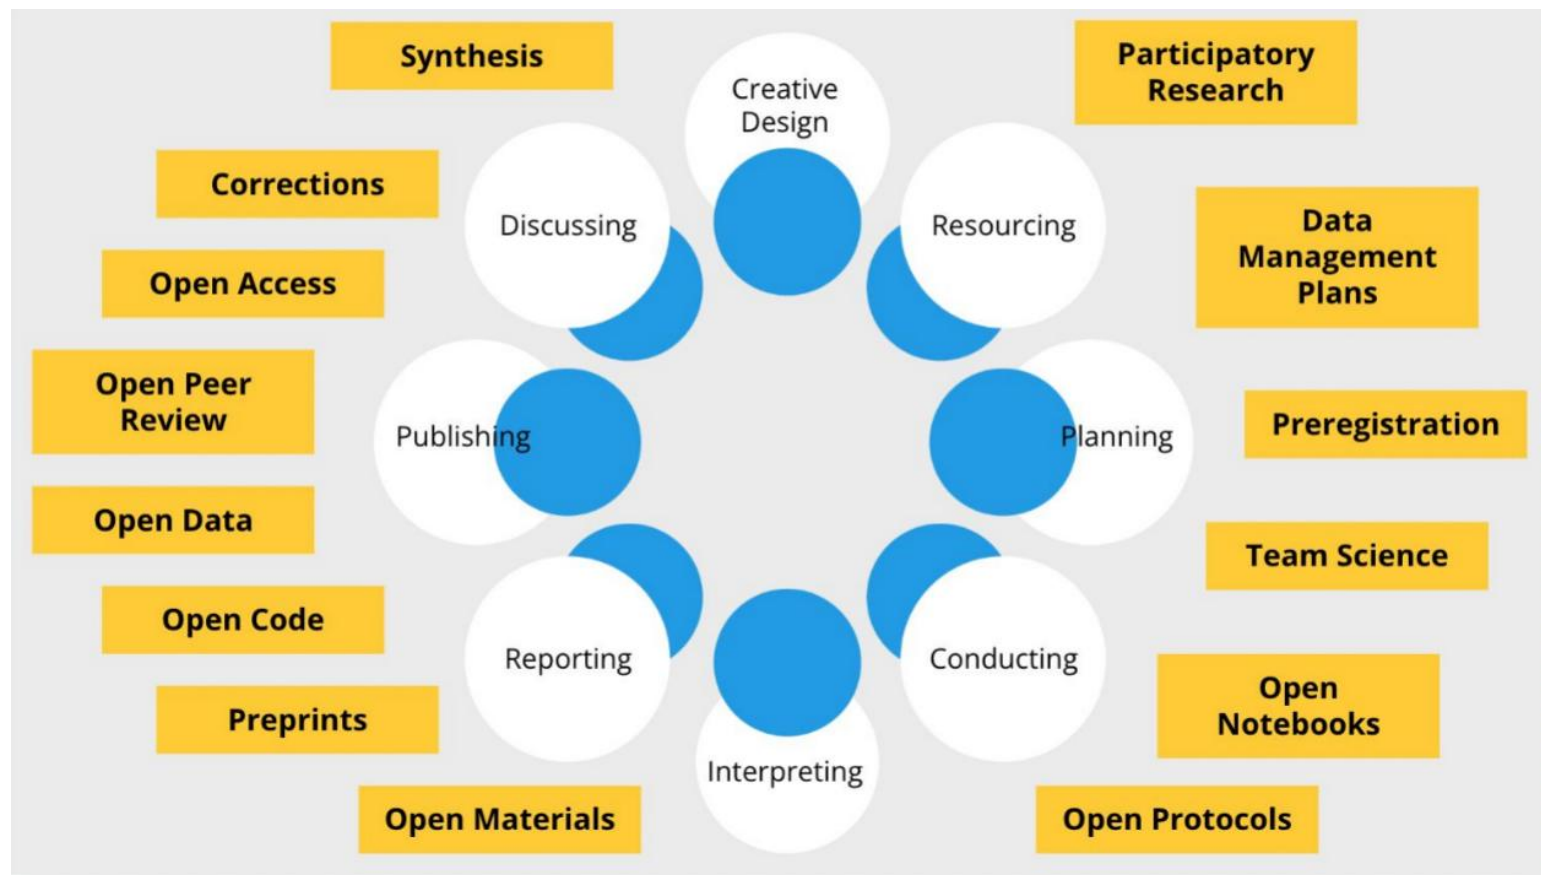 Synthesis
Creative
Design
Participatory
Research
Corrections
Discussing
Resourcing
Data
Management
Plans
Open Access
Open Peer
Review
Publishing
Planning
Preregistration
Open Data
Team Science
Open Code
Reporting
Conducting
Open
Notebooks
Preprints
Interpreting
Open Materials
Open Protocols